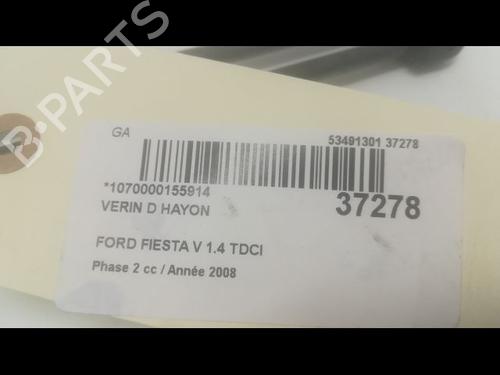 GA
53491301 37278
*1070000155914
37278
VERIN D HAYON
FORD FIESTA V 1.4 TDCI
Phase 2 cc / Année 2008
B-PARTS